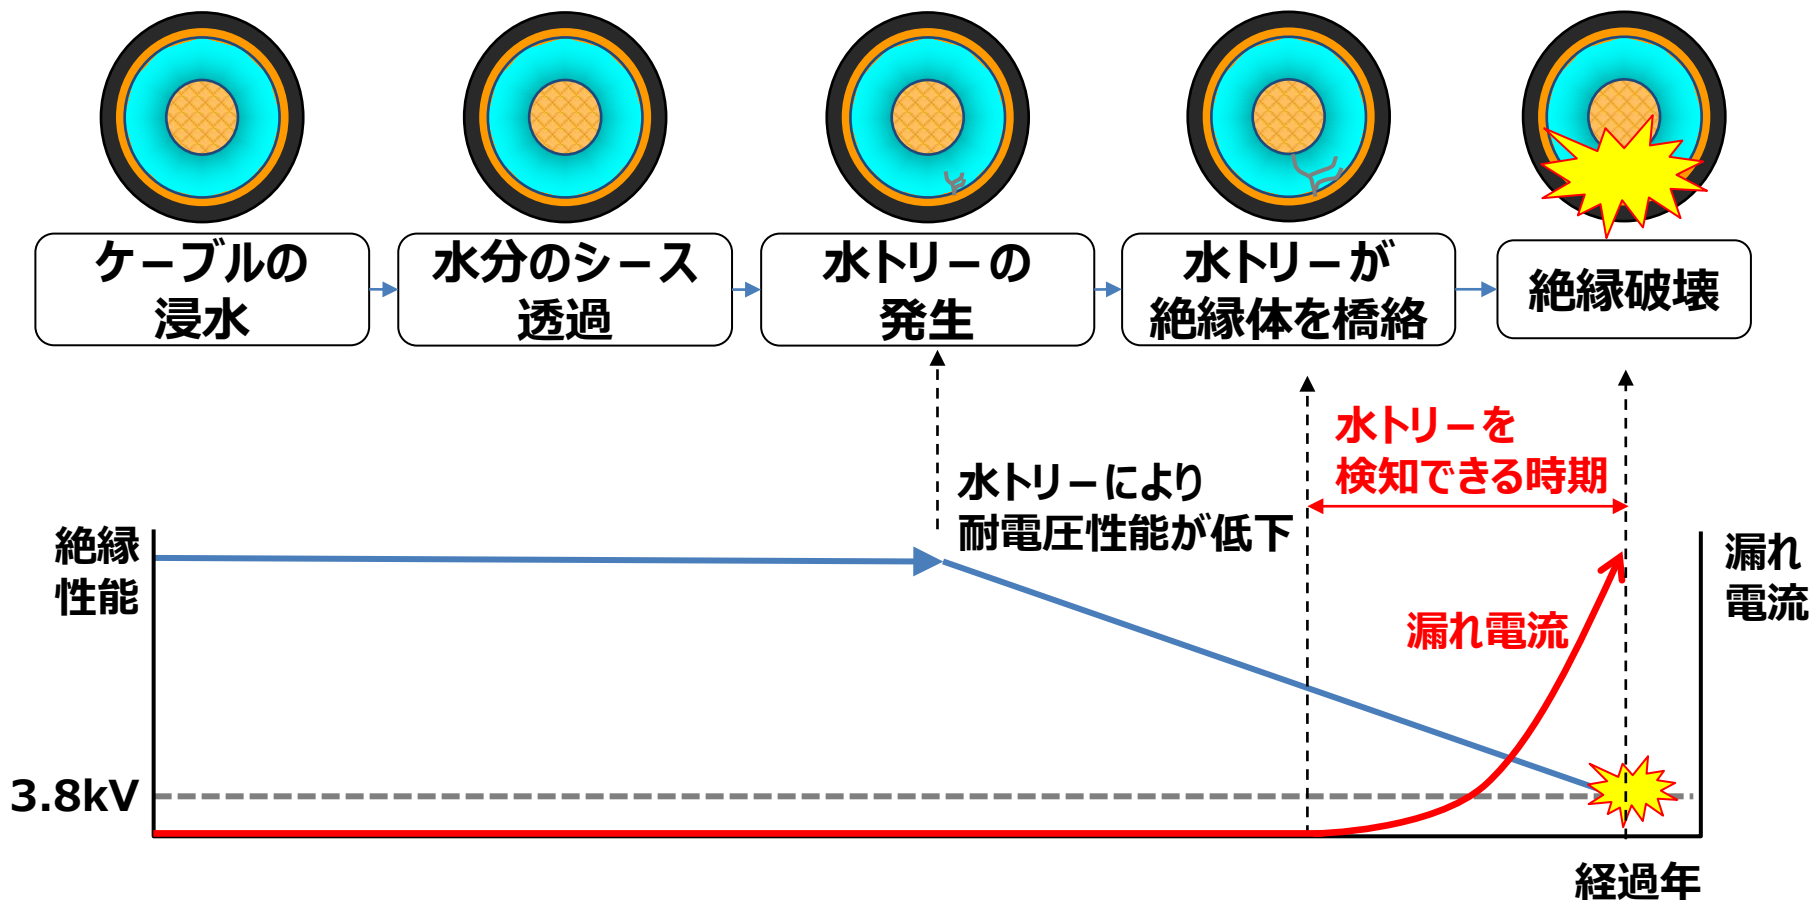 ケーブルの
浸水
水分のシース
透過
水トリーの
発生
水トリーが
絶縁体を橋絡
絶縁破壊
水トリーを
検知できる時期
水トリーにより
耐電圧性能が低下
絶縁
性能
漏れ
電流
漏れ電流
3.8kV
経過年